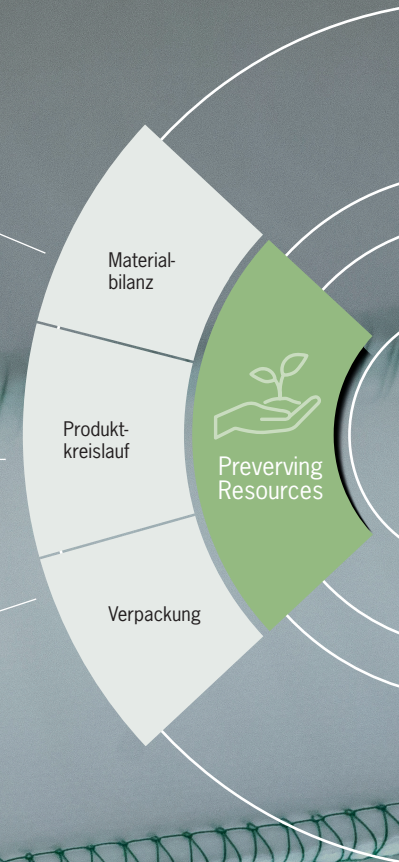 Material-
bilanz
Produkt-
kreislauf
Preverving
Resources
Verpackung